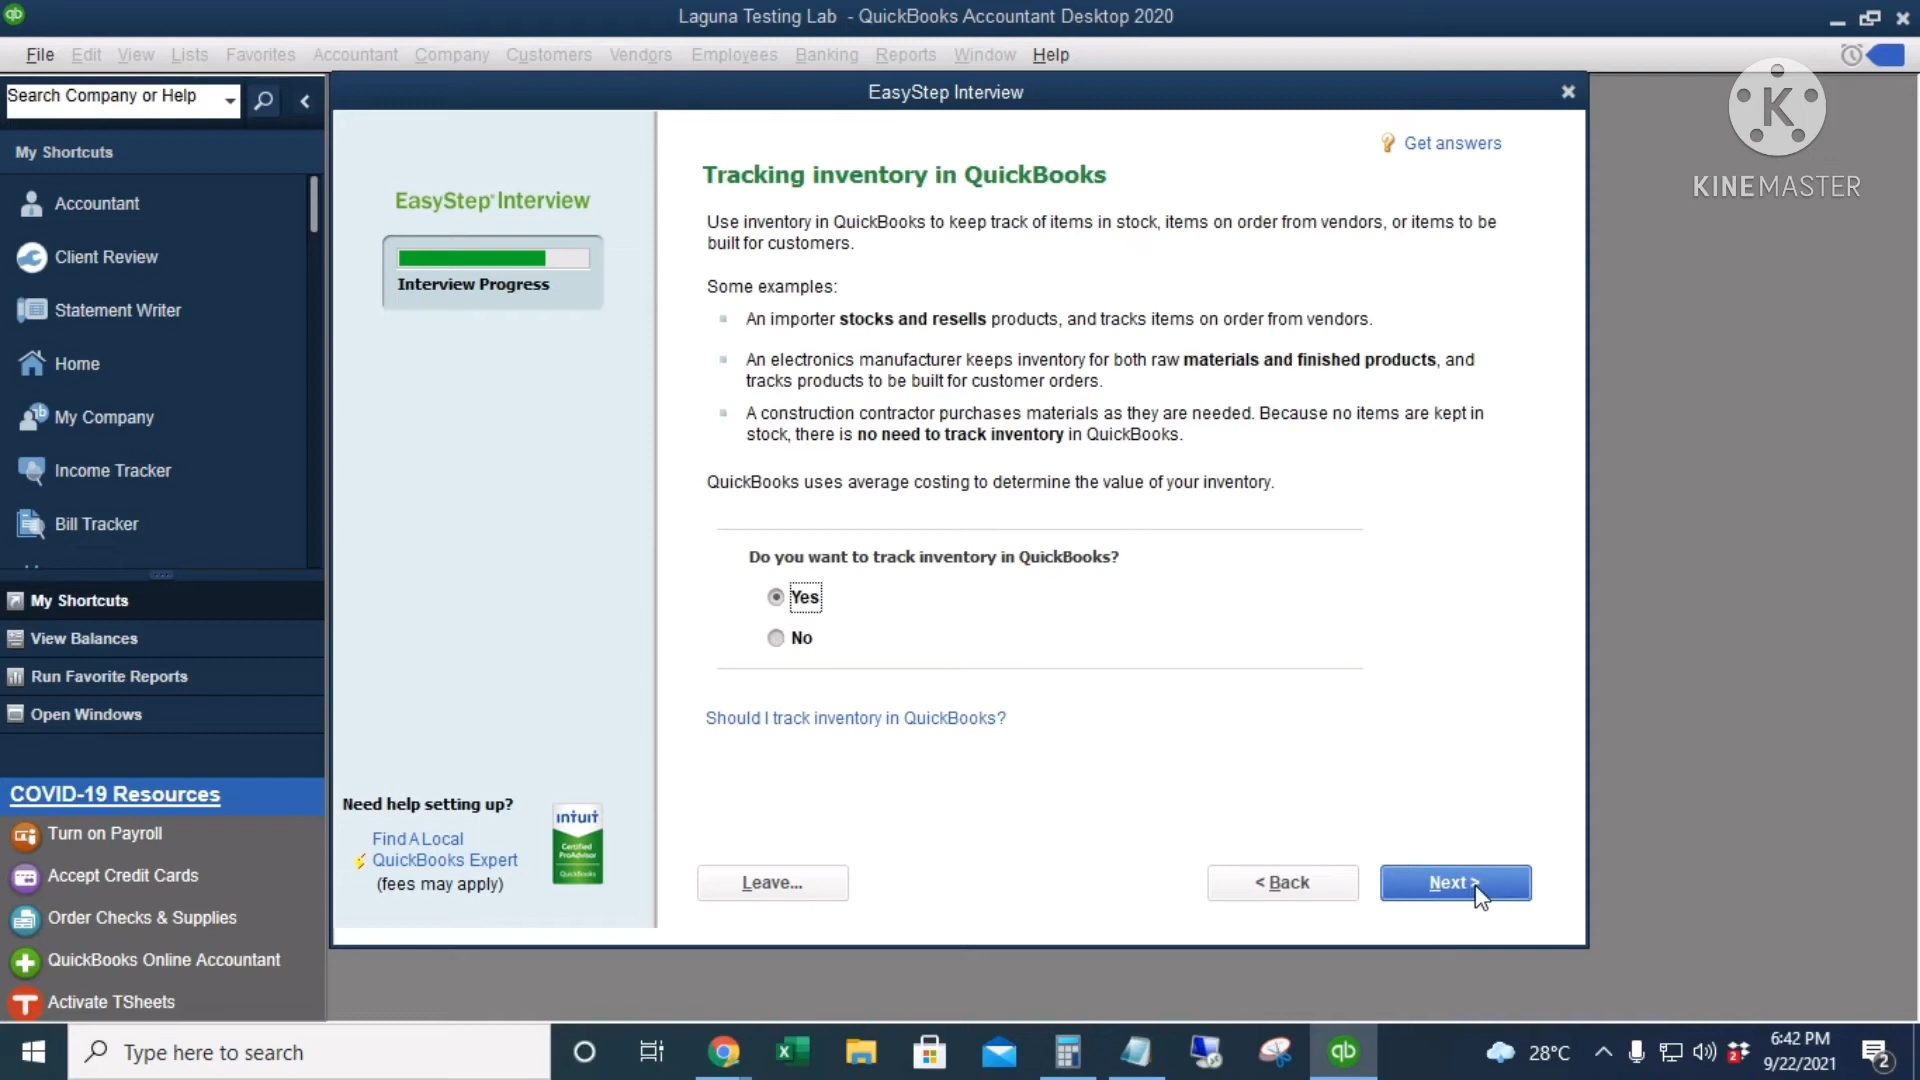 Laguna Testing Lab - QuickBooks Accountant Desktop 2020
File Edit View Lists Favorites Accountant Company Customers Vendors Employees Banking Reports Window Help
Search Company or Help
My Shortcuts
Accountant
Client Review
Statement Writer
Home
My Company
Income Tracker
Bill Tracker
My Shortcuts
View Balances
Run Favorite Reports
Open Windows
COVID-19 Resources
Turn on Payroll
Accept Credit Cards
Order Checks & Supplies
QuickBooks Online Accountant
Activate TSheets
EasyStep Interview
EasyStep Interview
Interview Progress
Need help setting up?
Find A Local
QuickBooks Expert
(fees may apply)
intuit
Certified
ProAdvisor
QuickBooks
Get answers
Tracking inventory in QuickBooks
Use inventory in QuickBooks to keep track of items in stock, items on order from vendors, or items to be
built for customers.
Some examples:
An importer stocks and resells products, and tracks items on order from vendors.
An electronics manufacturer keeps inventory for both raw materials and finished products, and
tracks products to be built for customer orders.
A construction contractor purchases materials as they are needed. Because no items are kept in
stock, there is no need to track inventory in QuickBooks.
QuickBooks uses average costing to determine the value of your inventory.
Do you want to track inventory in QuickBooks?
Yes
No
Should I track inventory in QuickBooks?
Leave...
< Back
Next >
K
KINEMASTER
Type here to search
qb
28°C
2
6:42 PM
9/22/2021
2